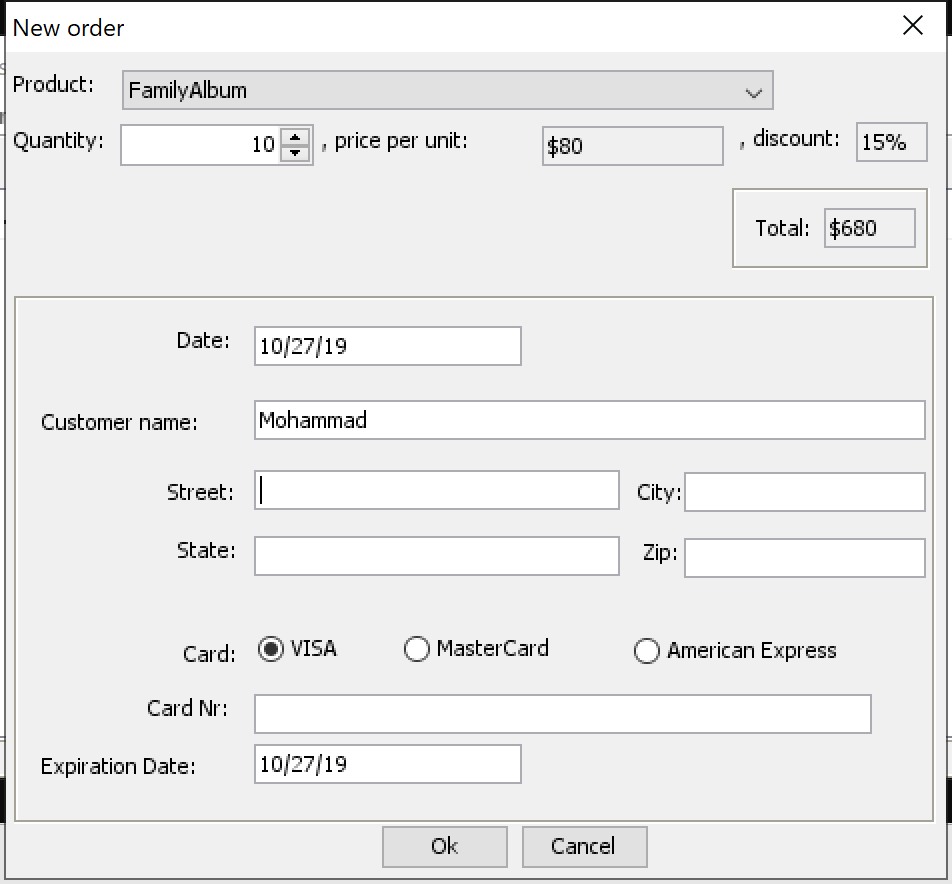 New order
Product: FamilyAlbum
Quantity: 10 , price per unit: $80 , discount: 15%
Total: $680
Date: 10/27/19
Customer name: Mohammad
Street: City:
State: Zip:
Card: VISA MasterCard American Express
Card Nr:
Expiration Date: 10/27/19
Ok Cancel